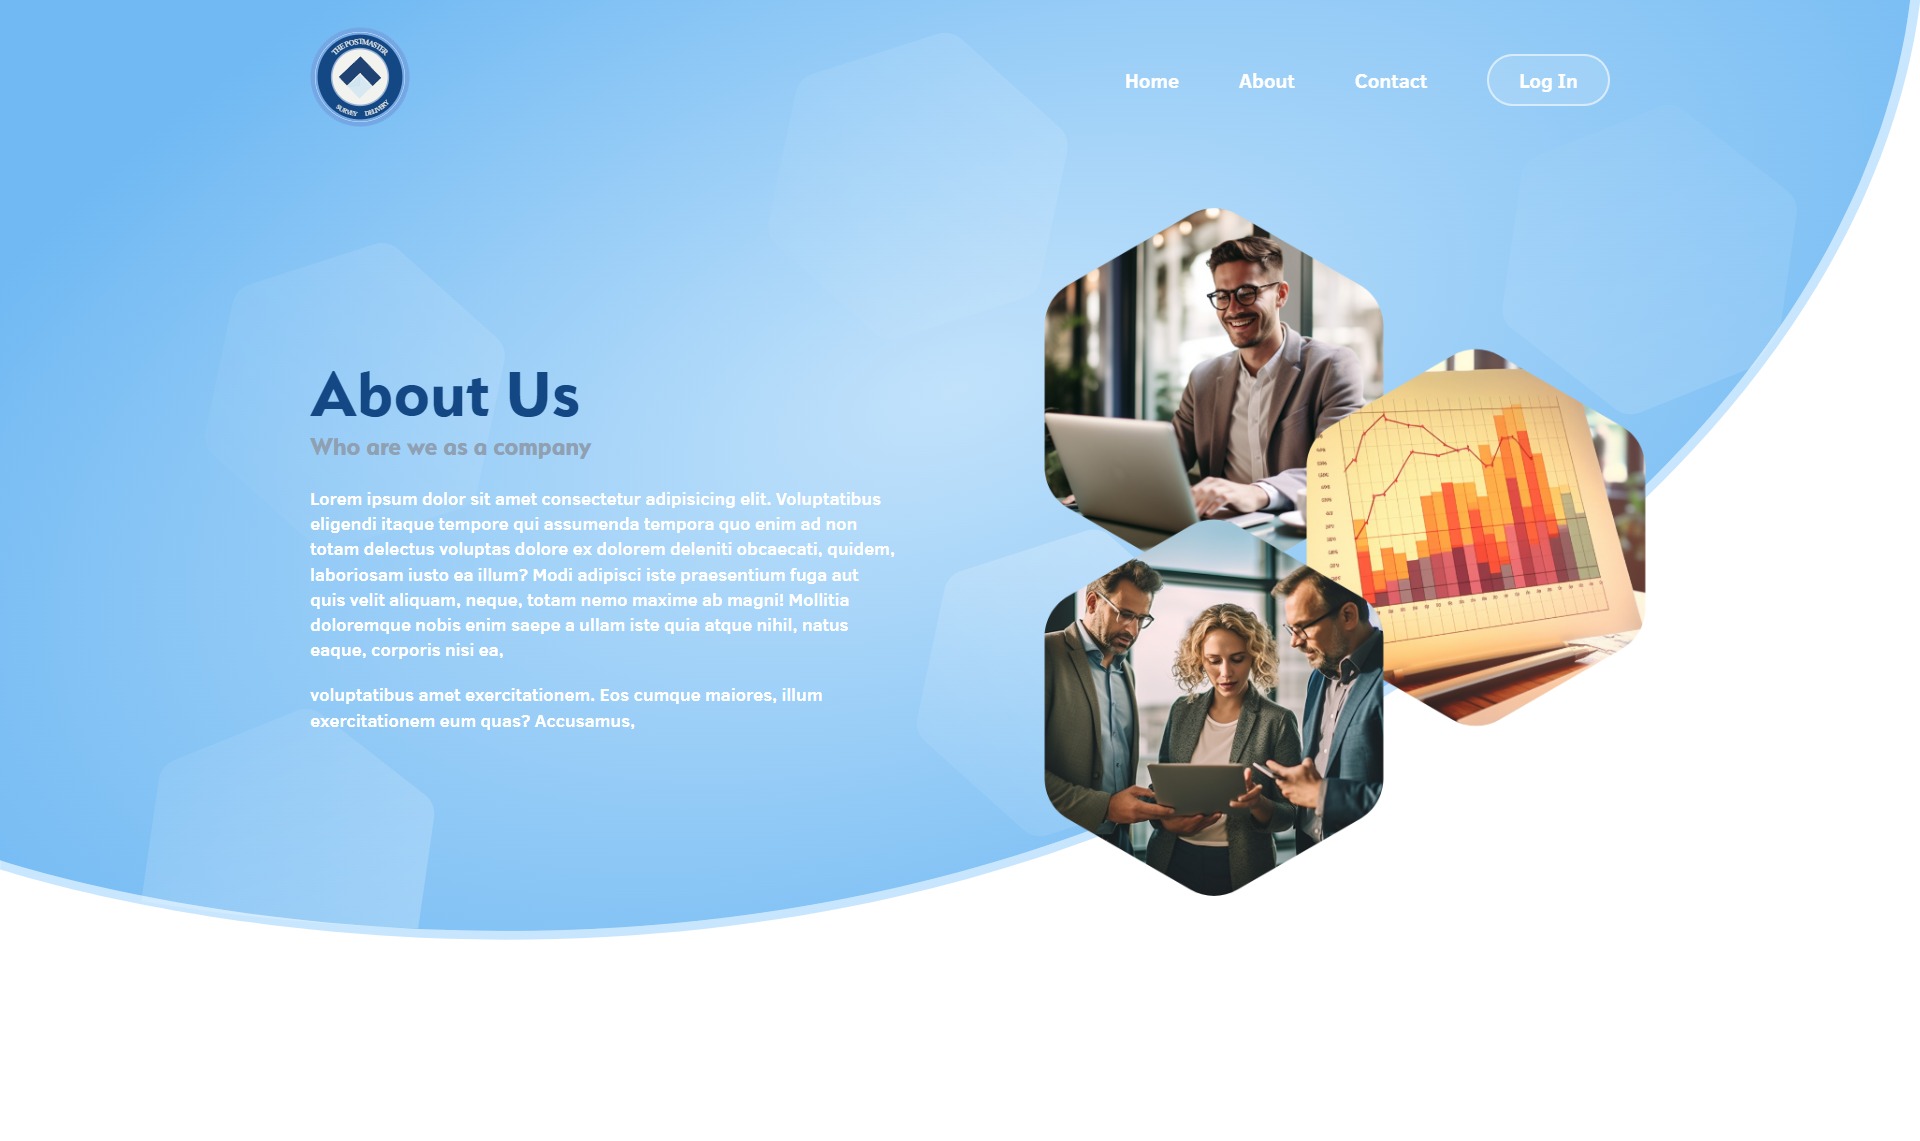 THE POSTMASTER
SURVEY DELIVERY
Home
About
Contact
Log In
About Us
Who are we as a company
Lorem ipsum dolor sit amet consectetur adipisicing elit. Voluptatibus
eligendi itaque tempore qui assumenda tempora quo enim ad non
totam delectus voluptas dolore ex dolorem deleniti obcaecati, quidem,
laboriosam iusto ea illum? Modi adipisci iste praesentium fuga aut
quis velit aliquam, neque, totam nemo maxime ab magni! Mollitia
doloremque nobis enim saepe a ullam iste quia atque nihil, natus
eaque, corporis nisi ea,
voluptatibus amet exercitationem. Eos cumque maiores, illum
exercitationem eum quas? Accusamus,